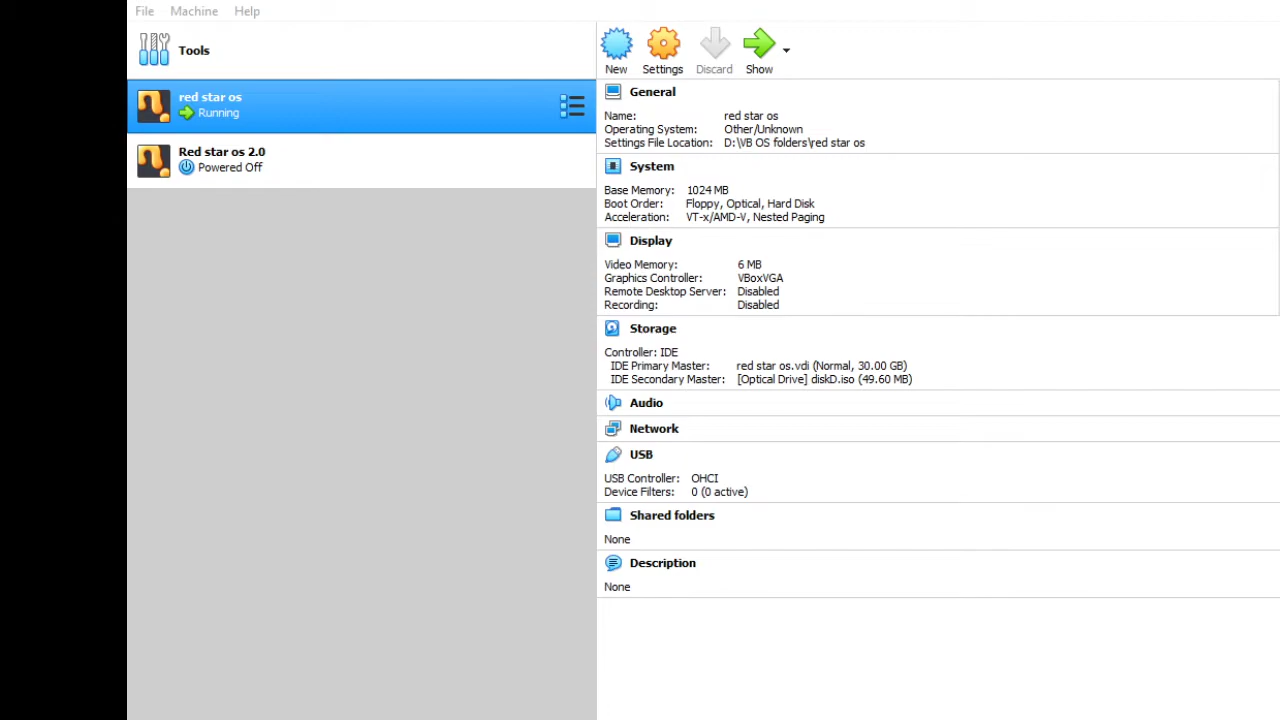 File Machine Help
Tools
red star os
Running
Red star os 2.0
Powered Off
New Settings Discard Show
General
Name: red star os
Operating System: Other/Unknown
Settings File Location: D:\VB OS folders\red star os
System
Base Memory: 1024 MB
Boot Order: Floppy, Optical, Hard Disk
Acceleration: VT-x/AMD-V, Nested Paging
Display
Video Memory: 6 MB
Graphics Controller: VBoxVGA
Remote Desktop Server: Disabled
Recording: Disabled
Storage
Controller: IDE
IDE Primary Master: red star os.vdi (Normal, 30.00 GB)
IDE Secondary Master: [Optical Drive] diskD.iso (49.60 MB)
Audio
Network
USB
USB Controller: OHCI
Device Filters: 0 (0 active)
Shared folders
None
Description
None